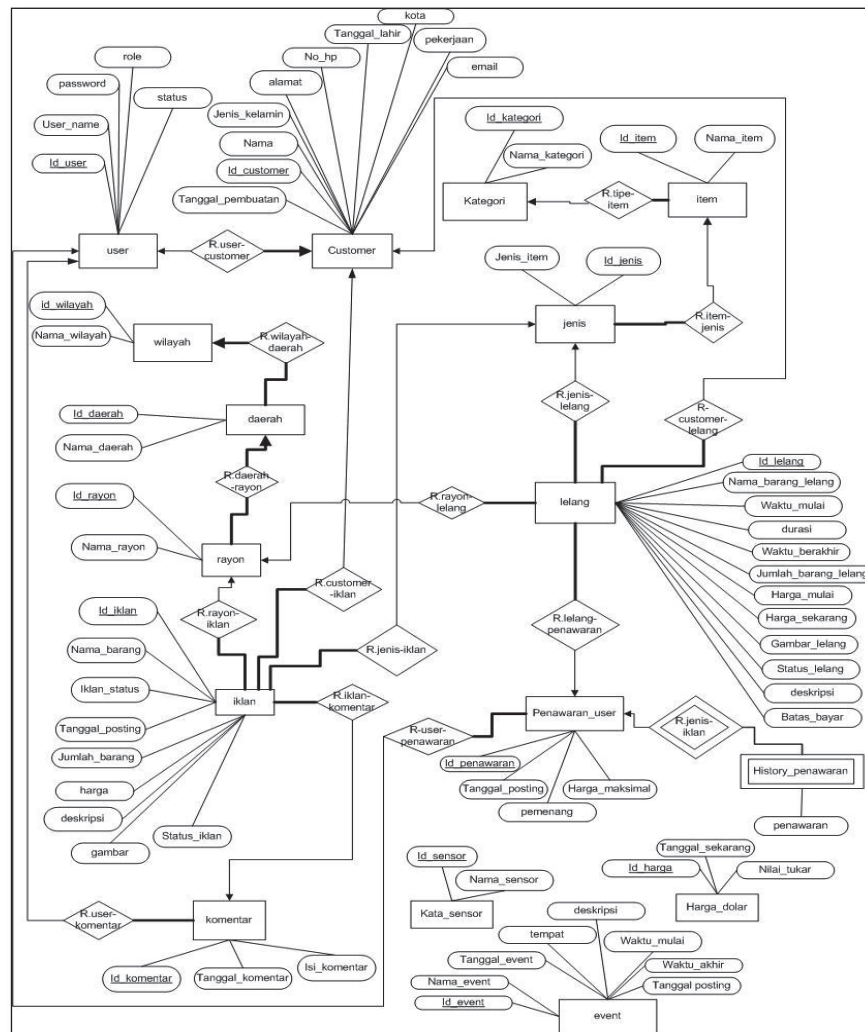 kota
Tanggal_lahir
role
No_hp
pekerjaan
password
alamat
email
status
User_name
Jenis_kelamin
Id_kategori
Id_item
Nama_item
Nama
Id_user
Id_customer
Nama_kategori
R.tipe-
item
Tanggal_pembuatan
Kategori
item
user
R.user-
customer
Customer
Jenis_item
Id_jenis
id_wilayah
Nama_wilayah
wilayah
R.wilayah-
daerah
jenis
R.item-
jenis
R.jenis-
lelang
R-
customer-
lelang
Id_daerah
daerah
Nama_daerah
Id_lelang
R.daerah
-rayon
Nama_barang_lelang
Id_rayon
R.rayon-
lelang
lelang
Waktu_mulai
durasi
Nama_rayon
rayon
Waktu_berakhir
R.customer
-iklan
Jumlah_barang_lelang
Harga_mulai
Id_iklan
R.rayon-
iklan
Harga_sekarang
R.lelang-
penawaran
Nama_barang
R.jenis-iklan
Gambar_lelang
Status_lelang
Iklan_status
iklan
R.iklan-
komentar
deskripsi
Batas_bayar
Penawaran_user
R.jenis-
iklan
Tanggal_posting
R-user-
penawaran
Jumlah_barang
Id_penawaran
History_penawaran
harga
Tanggal_posting
Harga_maksimal
deskripsi
pemenang
Status_iklan
gambar
penawaran
Tanggal_sekarang
Id_sensor
Id_harga
Nilai_tukar
Nama_sensor
Kata_sensor
Harga_dolar
R.user-
komentar
komentar
deskripsi
tempat
Waktu_mulai
Tanggal_event
Waktu_akhir
Id_komentar
Tanggal_komentar
Isi_komentar
Nama_event
Tanggal posting
Id_event
event